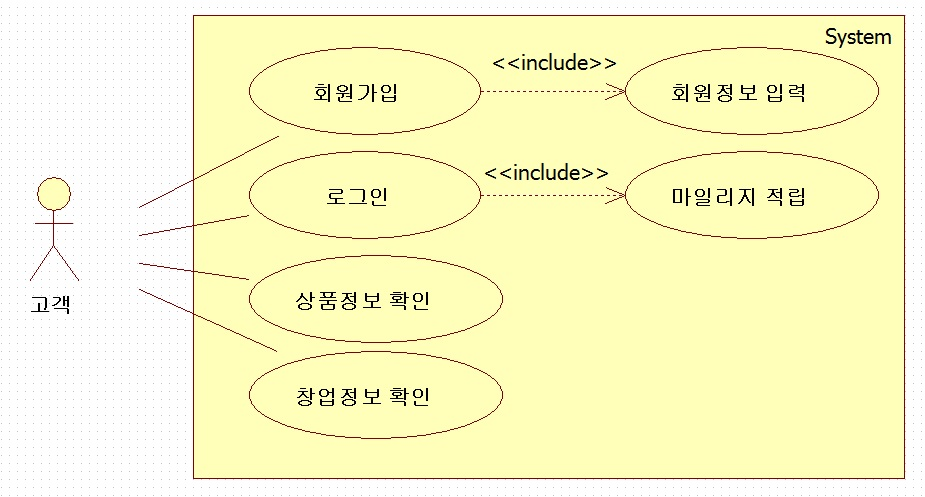 System
<<include>>
회원가입
회원정보 입력
<<include>>
로그인
마일리지 적립
상품정보 확인
고객
창업정보 확인